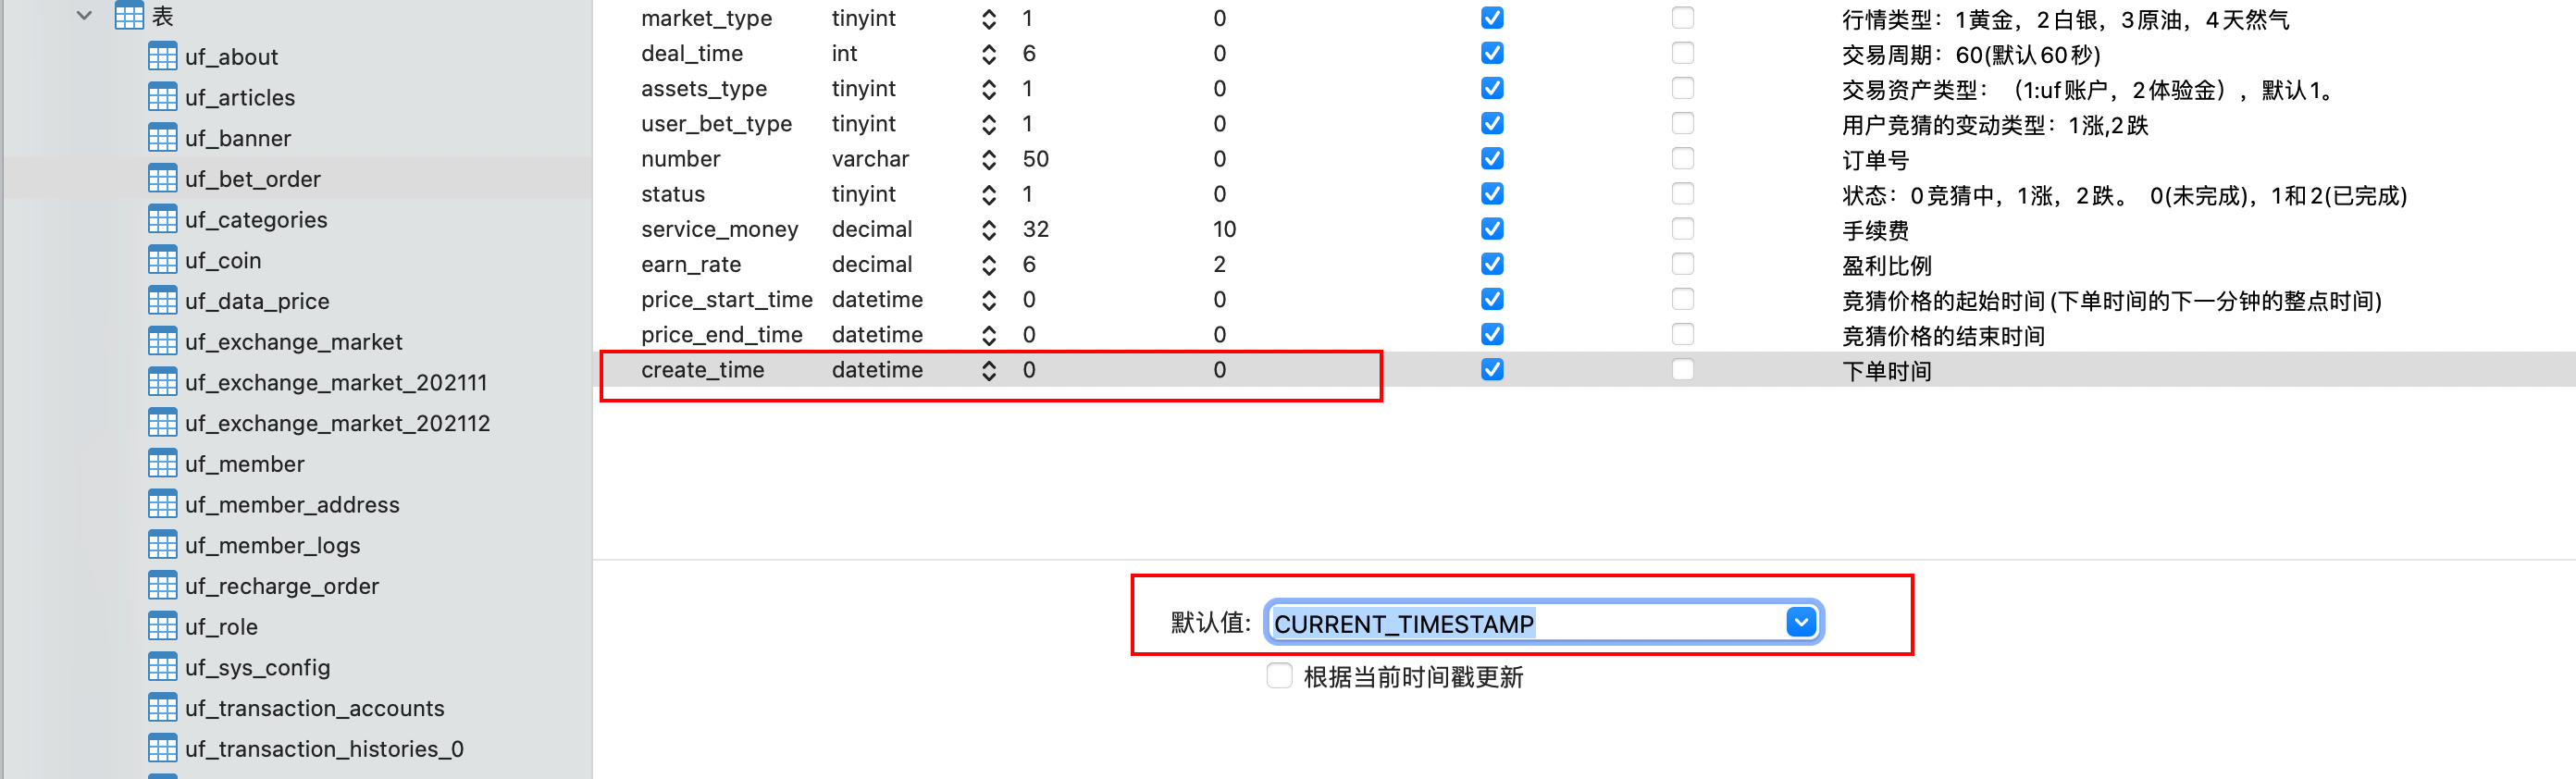 表
uf_about
uf_articles
uf_banner
uf_bet_order
uf_categories
uf_coin
uf_data_price
uf_exchange_market
uf_exchange_market_202111
uf_exchange_market_202112
uf_member
uf_member_address
uf_member_logs
uf_recharge_order
uf_role
uf_sys_config
uf_transaction_accounts
uf_transaction_histories_0
market_type tinyint 1 0 行情类型：1黄金，2白银，3原油，4天然气
deal_time int 6 0 交易周期：60(默认60秒)
assets_type tinyint 1 0 交易资产类型：（1:uf账户，2体验金），默认1。
user_bet_type tinyint 1 0 用户竞猜的变动类型：1涨,2跌
number varchar 50 0 订单号
status tinyint 1 0 状态：0竞猜中，1涨，2跌。 0(未完成)，1和2(已完成)
service_money decimal 32 10 手续费
earn_rate decimal 6 2 盈利比例
price_start_time datetime 0 0 竞猜价格的起始时间(下单时间的下一分钟的整点时间)
price_end_time datetime 0 0 竞猜价格的结束时间
create_time datetime 0 0 下单时间
默认值: CURRENT_TIMESTAMP
根据当前时间戳更新